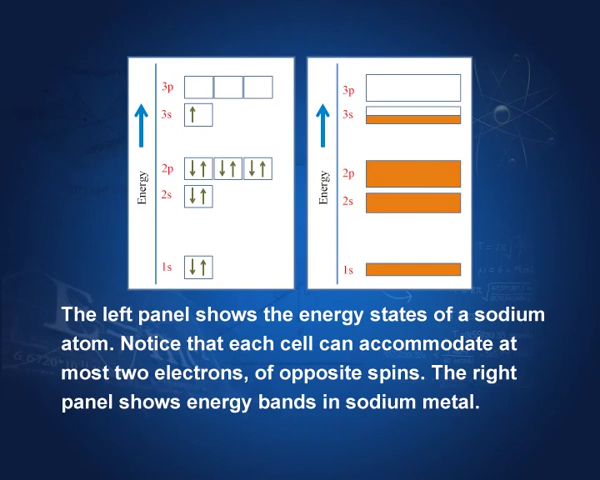 3p
3s
2p
2s
1s
Energy
3p
3s
2p
2s
1s
Energy
The left panel shows the energy states of a sodium
atom. Notice that each cell can accommodate at
most two electrons, of opposite spins. The right
panel shows energy bands in sodium metal.